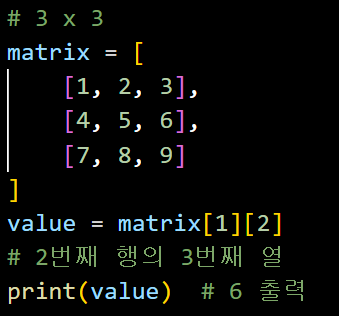 # 3 x 3
matrix = [
    [1, 2, 3],
    [4, 5, 6],
    [7, 8, 9]
]
value = matrix[1][2]
# 2번째 행의 3번째 열
print(value)  # 6 출력